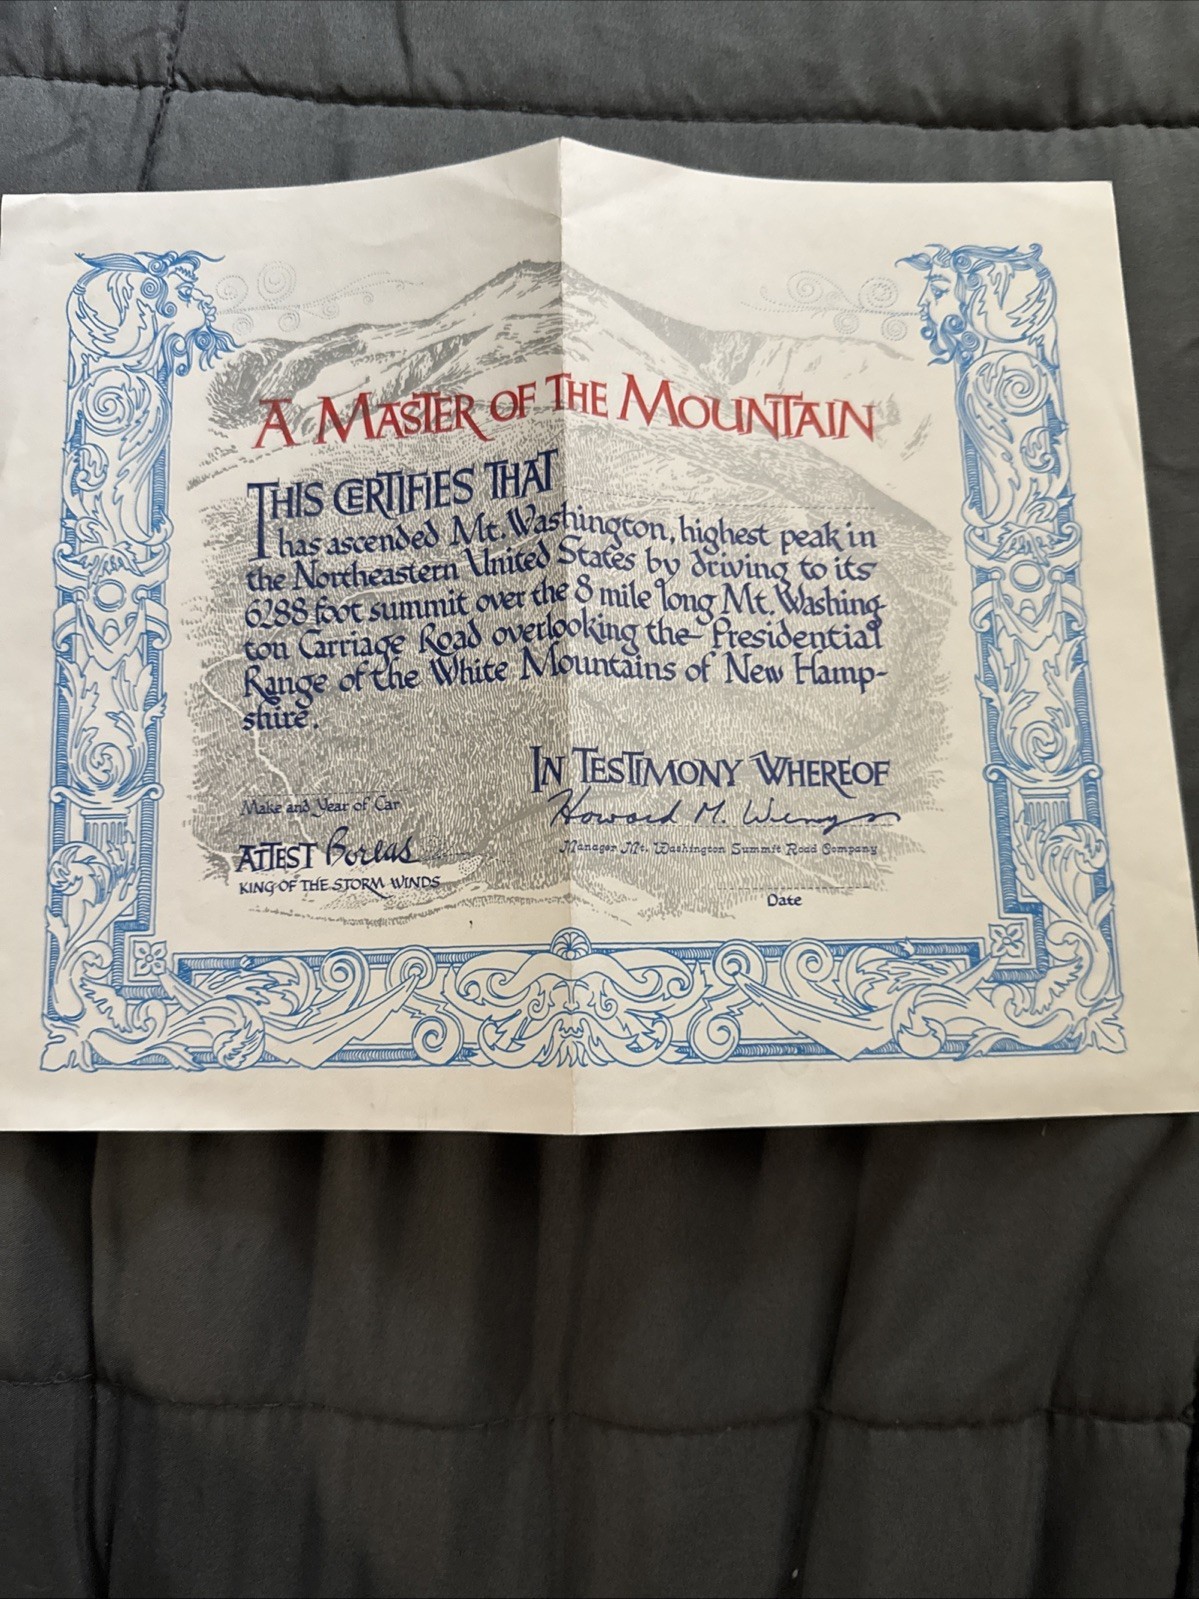 A MASTER OF THE MOUNTAIN
THIS CERTIFIES THAT
has ascended Mt. Washington, highest peak in
the Northeastern United States by driving to its
6288 foot summit over the 8 mile long Mt. Washing-
ton Carriage Road overlooking the Presidential
Range of the White Mountains of New Hamp-
shire.
IN TESTIMONY WHEREOF
Howard M. Wemyss
Make and Year of Car
Manager Mt. Washington Summit Road Company
ATTEST Boreas
KING OF THE STORM WINDS
Date